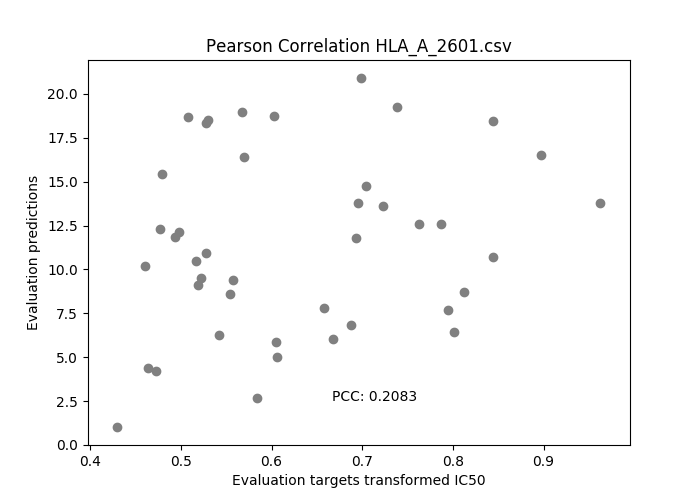 Pearson Correlation HLA_A_2601.csv
20.0
17.5
15.0
12.5
10.0
7.5
5.0
2.5
0.0
Evaluation predictions
PCC: 0.2083
0.4 0.5 0.6 0.7 0.8 0.9
Evaluation targets transformed IC50